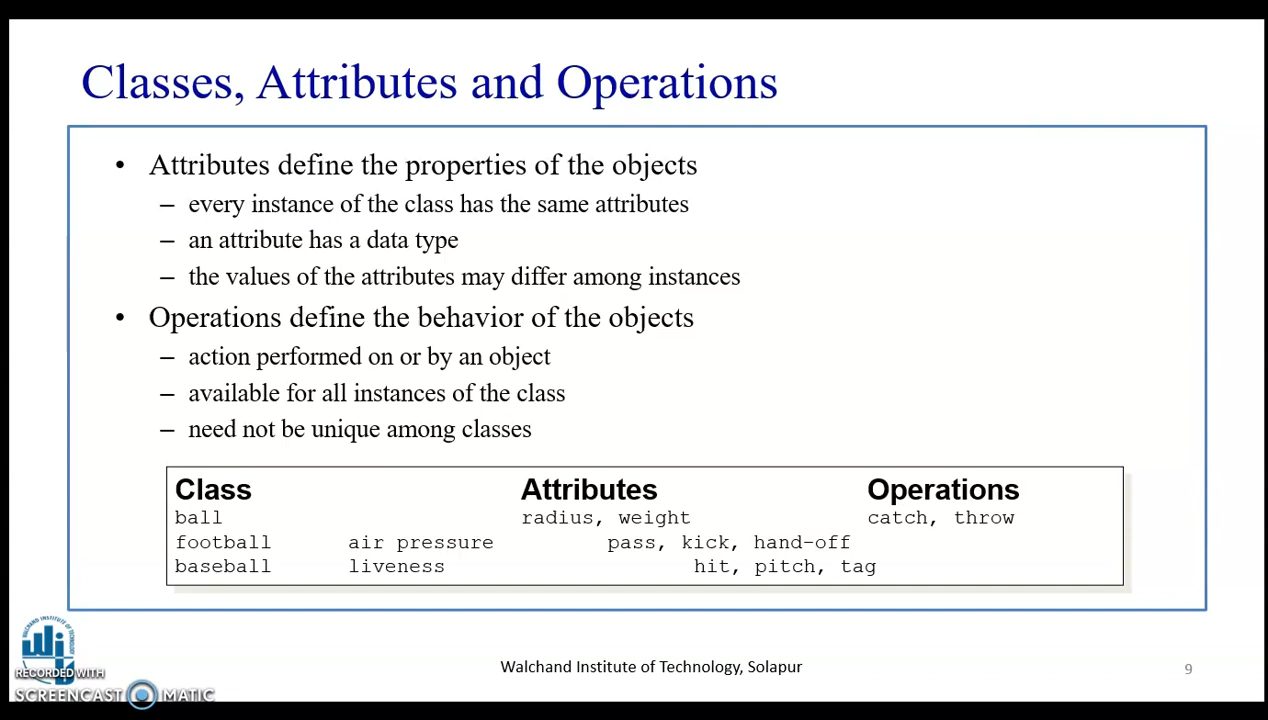 Classes, Attributes and Operations
• Attributes define the properties of the objects
– every instance of the class has the same attributes
– an attribute has a data type
– the values of the attributes may differ among instances
• Operations define the behavior of the objects
– action performed on or by an object
– available for all instances of the class
– need not be unique among classes
Class Attributes Operations
ball radius, weight catch, throw
football air pressure pass, kick, hand-off
baseball liveness hit, pitch, tag
WALCHAND INSTITUTE OF TECHNOLOGY
RECORDED WITH
SCREENCAST MATIC
Walchand Institute of Technology, Solapur
9